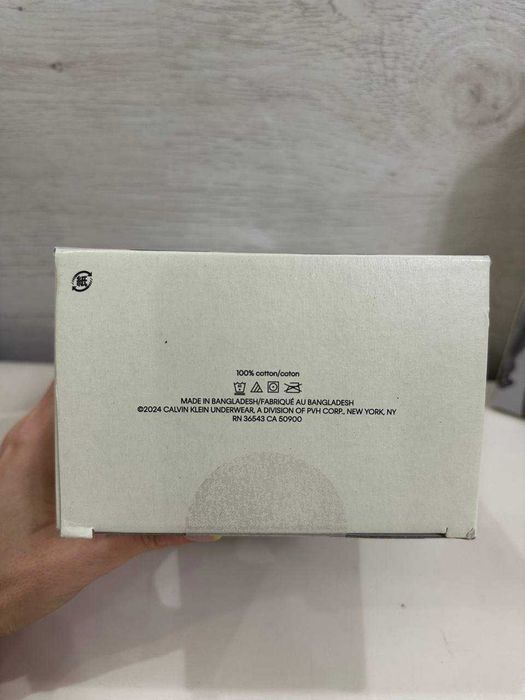 紙
100% cotton/coton
MADE IN BANGLADESH/FABRIQUÉ AU BANGLADESH
©2024 CALVIN KLEIN UNDERWEAR, A DIVISION OF PVH CORP., NEW YORK, NY
RN 36543 CA 50900